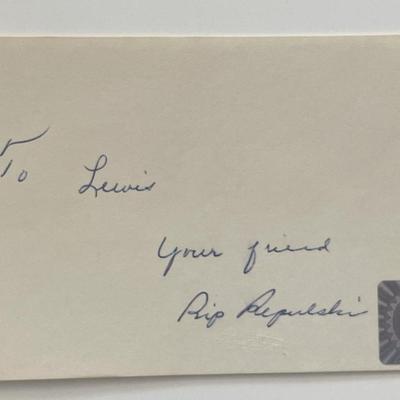 To Lewis
Your friend
Rip Repulski